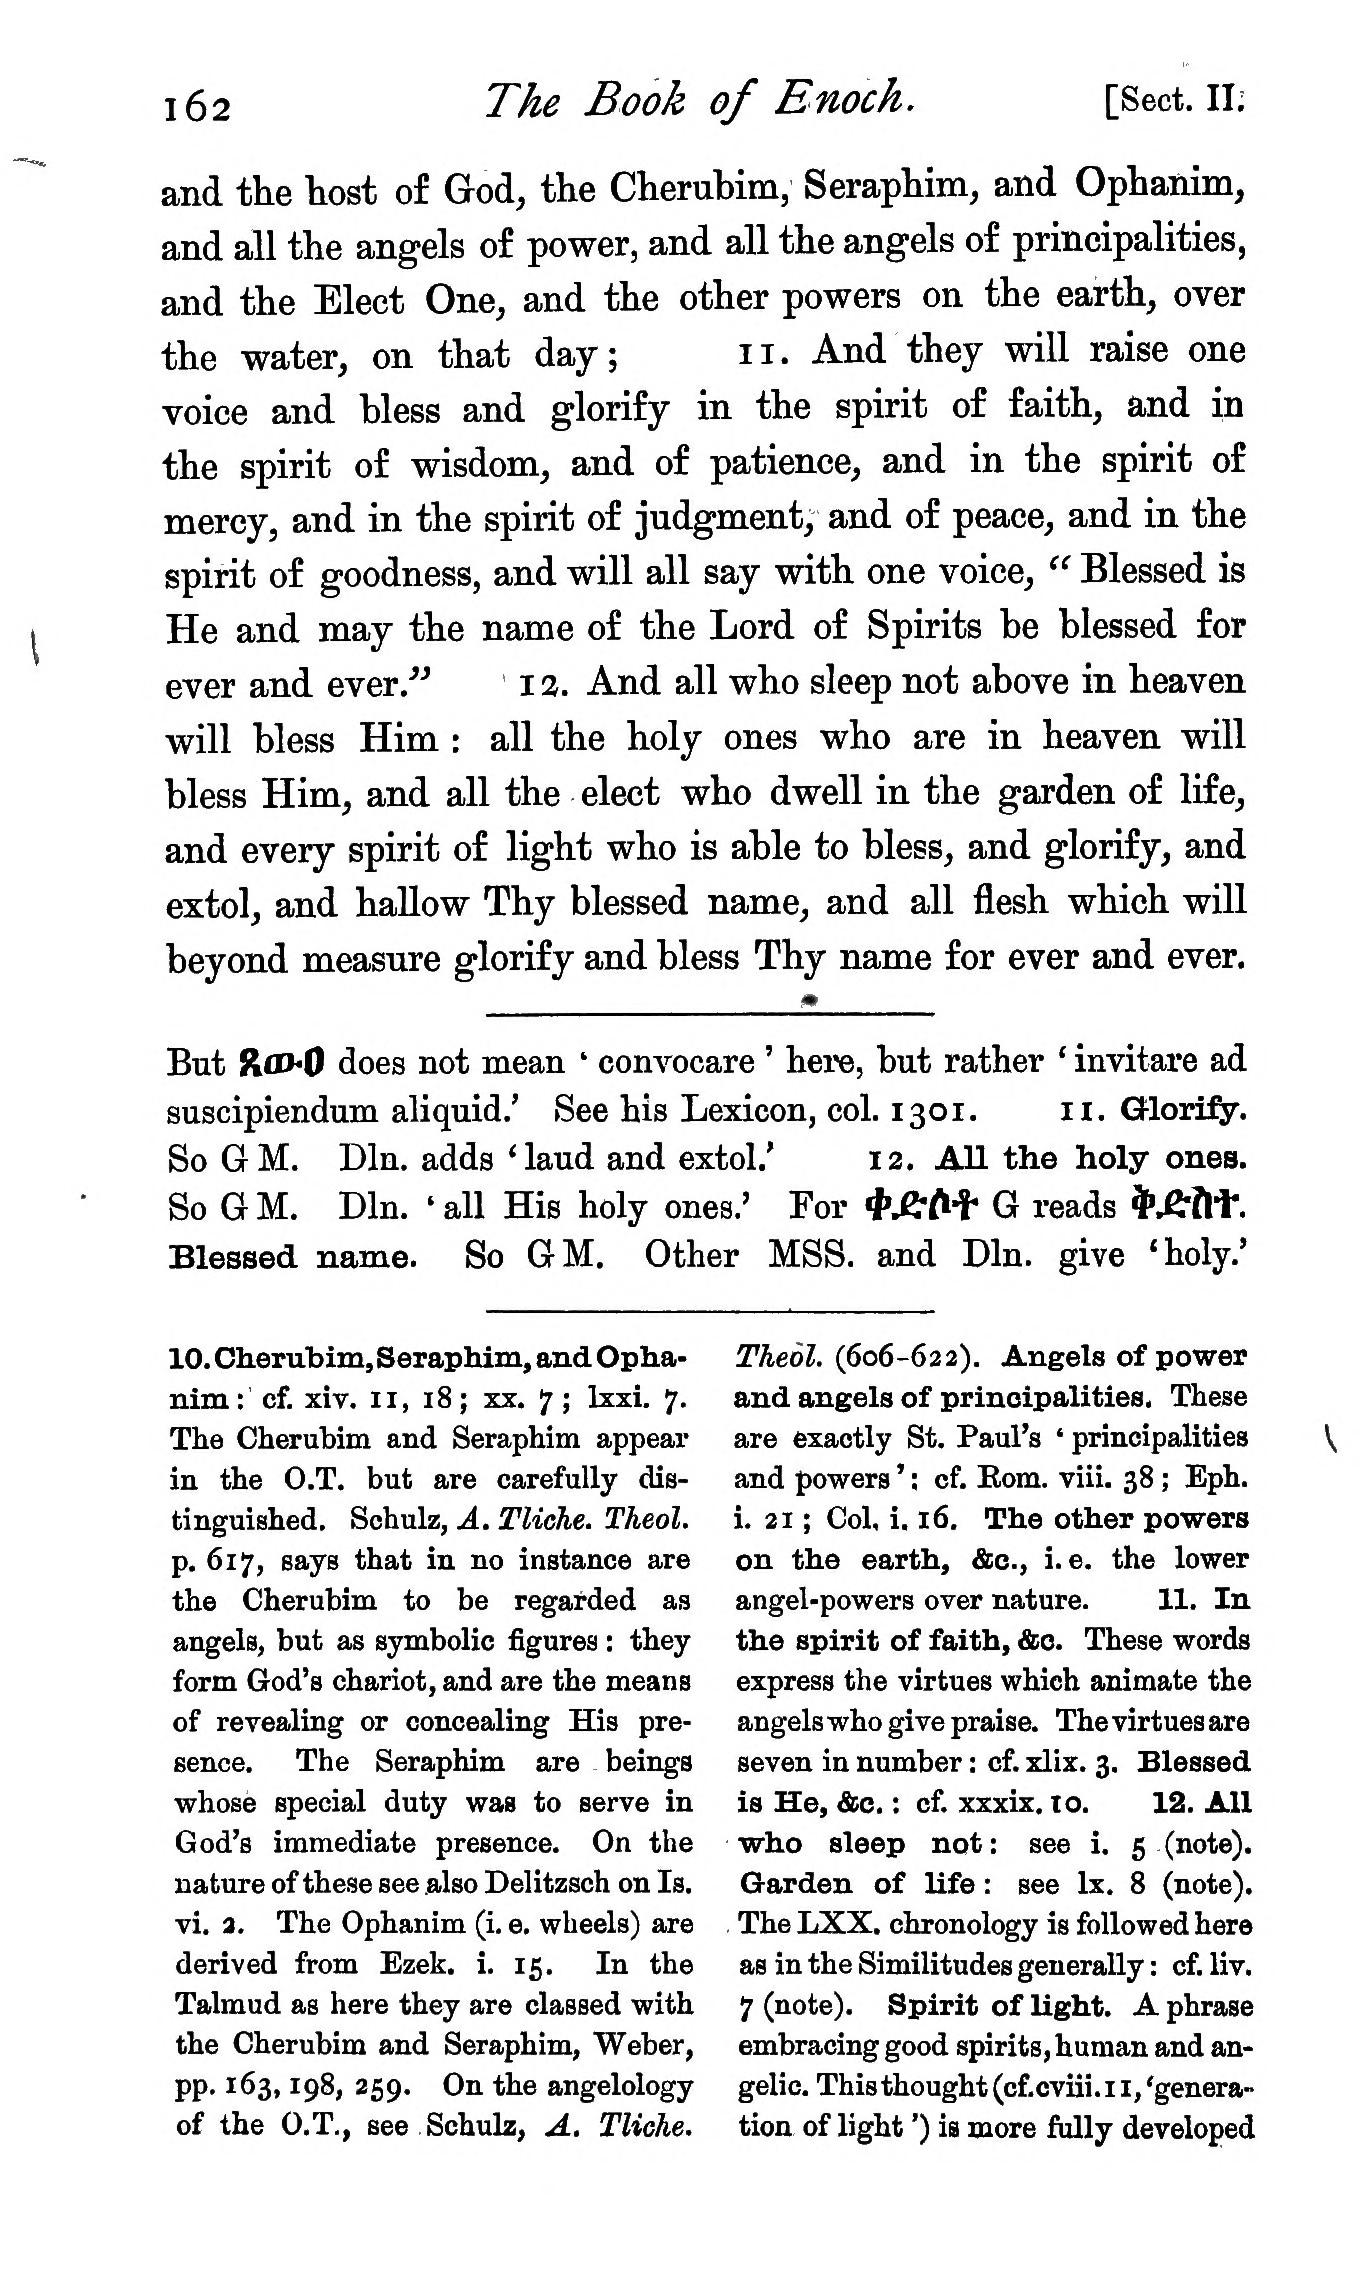 162 The Book of Enoch. [Sect. II.
and the host of God, the Cherubim, Seraphim, and Ophanim,
and all the angels of power, and all the angels of principalities,
and the Elect One, and the other powers on the earth, over
the water, on that day; 11. And they will raise one
voice and bless and glorify in the spirit of faith, and in
the spirit of wisdom, and of patience, and in the spirit of
mercy, and in the spirit of judgment, and of peace, and in the
spirit of goodness, and will all say with one voice, “Blessed is
He and may the name of the Lord of Spirits be blessed for
ever and ever.” 12. And all who sleep not above in heaven
will bless Him : all the holy ones who are in heaven will
bless Him, and all the elect who dwell in the garden of life,
and every spirit of light who is able to bless, and glorify, and
extol, and hallow Thy blessed name, and all flesh which will
beyond measure glorify and bless Thy name for ever and ever.
But ጸውዐ does not mean ‘convocare’ here, but rather ‘invitare ad
suscipiendum aliquid.’ See his Lexicon, col. 1301. 11. Glorify.
So G M. Dln. adds ‘laud and extol.’ 12. All the holy ones.
So G M. Dln. ‘all His holy ones.’ For ቀድሶቶ G reads ቅድስተ.
Blessed name. So G M. Other MSS. and Dln. give ‘holy.’
10. Cherubim, Seraphim, and Opha-
nim : cf. xiv. 11, 18; xx. 7; lxxi. 7.
The Cherubim and Seraphim appear
in the O.T. but are carefully dis-
tinguished. Schulz, A. Tliche. Theol.
p. 617, says that in no instance are
the Cherubim to be regarded as
angels, but as symbolic figures : they
form God’s chariot, and are the means
of revealing or concealing His pre-
sence. The Seraphim are beings
whose special duty was to serve in
God’s immediate presence. On the
nature of these see also Delitzsch on Is.
vi. 2. The Ophanim (i. e. wheels) are
derived from Ezek. i. 15. In the
Talmud as here they are classed with
the Cherubim and Seraphim, Weber,
pp. 163, 198, 259. On the angelology
of the O.T., see Schulz, A. Tliche.
Theol. (606–622). Angels of power
and angels of principalities. These
are exactly St. Paul’s ‘principalities
and powers’: cf. Rom. viii. 38; Eph.
i. 21; Col. i. 16. The other powers
on the earth, &c., i. e. the lower
angel-powers over nature. 11. In
the spirit of faith, &c. These words
express the virtues which animate the
angels who give praise. The virtues are
seven in number : cf. xlix. 3. Blessed
is He, &c. : cf. xxxix. 10. 12. All
who sleep not : see i. 5 (note).
Garden of life : see lx. 8 (note).
The LXX. chronology is followed here
as in the Similitudes generally : cf. liv.
7 (note). Spirit of light. A phrase
embracing good spirits, human and an-
gelic. This thought (cf. cviii. 11, ‘genera-
tion of light’) is more fully developed